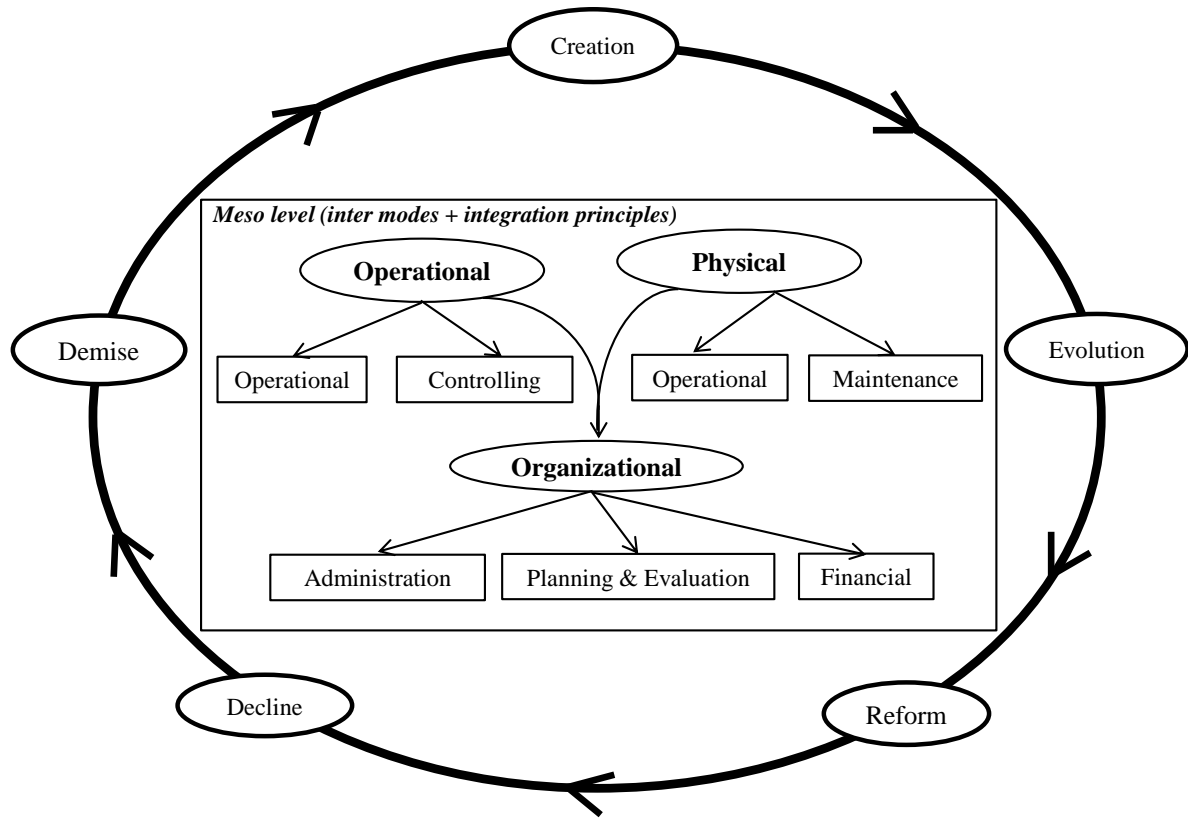 Creation
Meso level (inter modes + integration principles)
Operational
Physical
Demise
Evolution
Operational
Controlling
Operational
Maintenance
Organizational
Administration
Planning & Evaluation
Financial
Decline
Reform